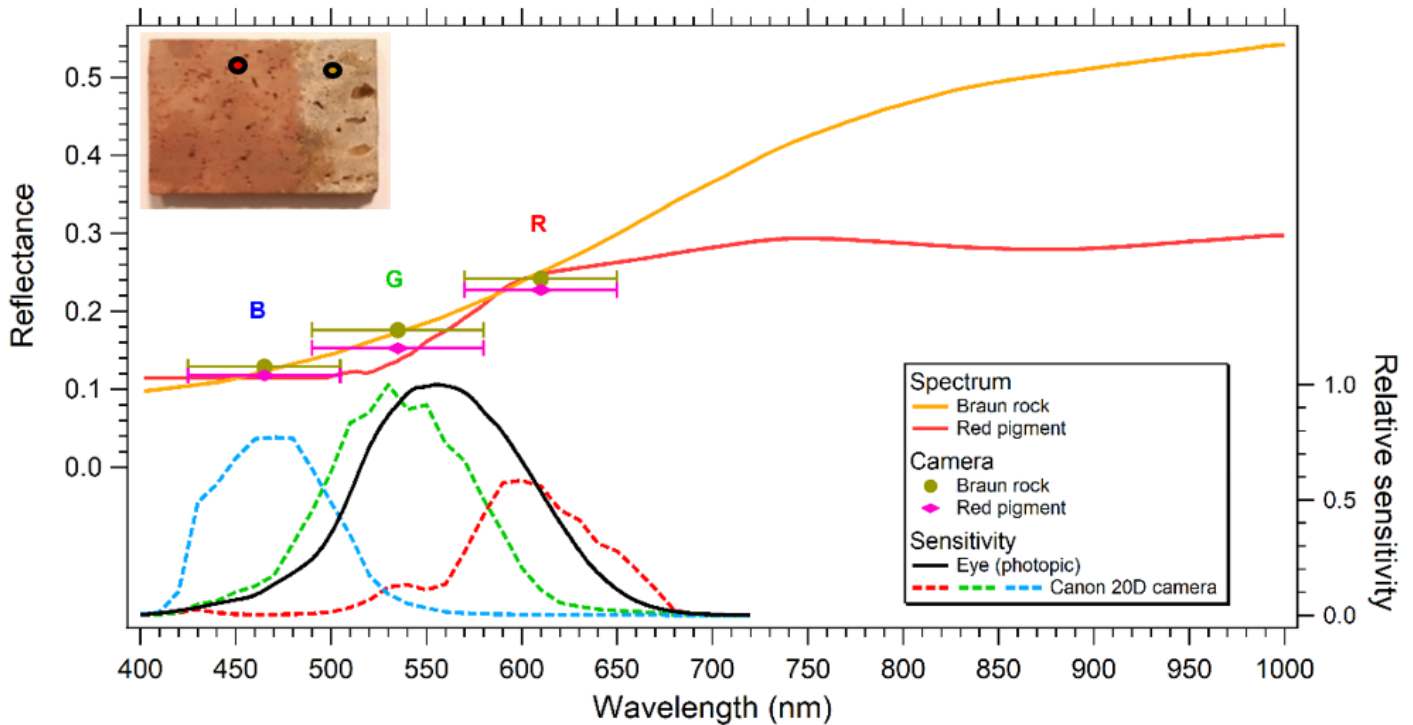 0.5
0.4
0.3
0.2
0.1
0.0
Reflectance
B
G
R
Spectrum
Braun rock
Red pigment
Camera
Braun rock
Red pigment
Sensitivity
Eye (photopic)
Canon 20D camera
1.0
0.5
0.0
Relative sensitivity
400 450 500 550 600 650 700 750 800 850 900 950 1000
Wavelength (nm)